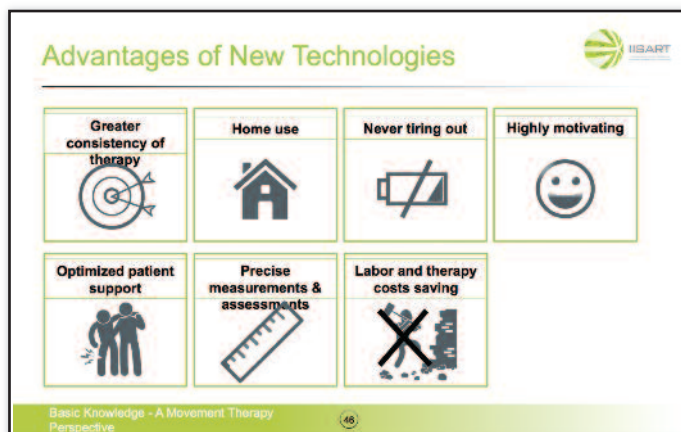 Advantages of New Technologies
IISART
Greater
consistency of
therapy
Home use
Never tiring out
Highly motivating
Optimized patient
support
Precise
measurements &
assessments
Labor and therapy
costs saving
Basic Knowledge - A Movement Therapy
Perspective
46